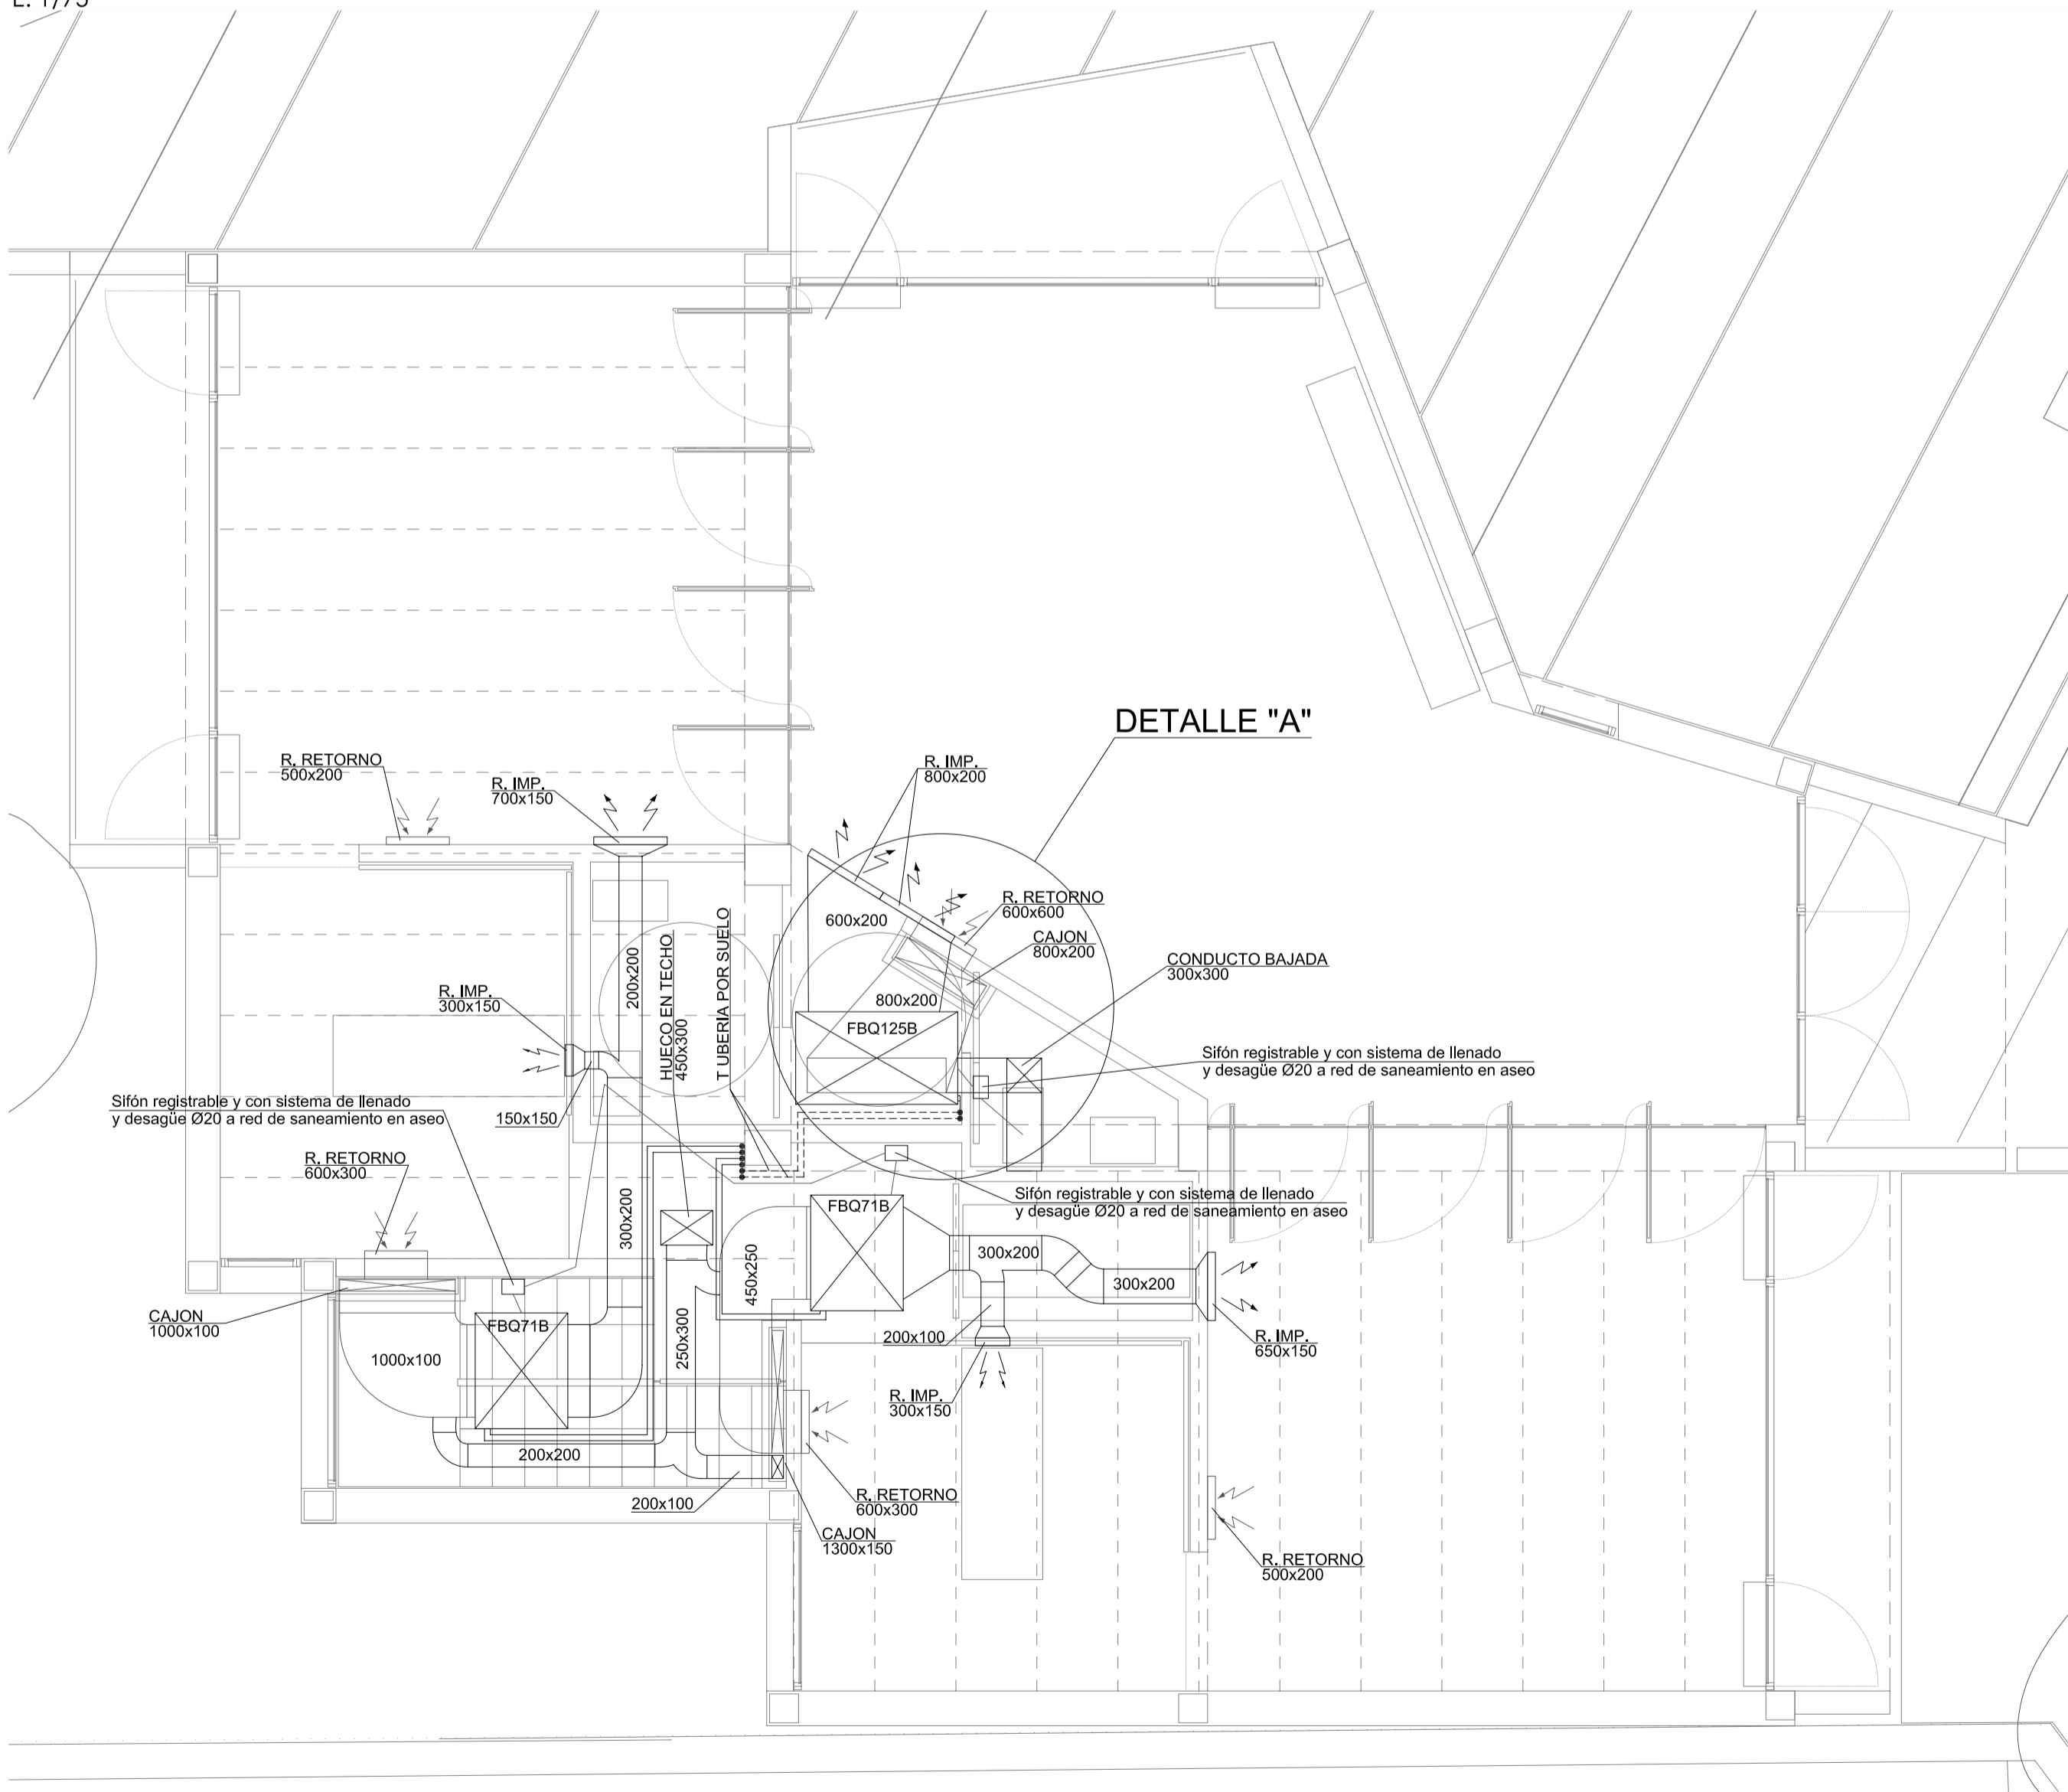 E: 1/75
DETALLE "A"
R. RETORNO
500x200
R. IMP.
700x150
R. IMP.
800x200
R. RETORNO
600x600
600x200
CAJON
800x200
CONDUCTO BAJADA
300x300
HUECO EN TECHO
450x300
T UBERIA POR SUELO
200x200
R. IMP.
300x150
800x200
FBQ125B
Sifón registrable y con sistema de llenado
y desagüe Ø20 a red de saneamiento en aseo
Sifón registrable y con sistema de llenado
y desagüe Ø20 a red de saneamiento en aseo
150x150
R. RETORNO
600x300
Sifón registrable y con sistema de llenado
y desagüe Ø20 a red de saneamiento en aseo
FBQ71B
300x200
450x250
300x200
300x200
CAJON
1000x100
FBQ71B
1000x100
250x300
200x100
R. IMP.
650x150
R. IMP.
300x150
200x200
200x100
R. RETORNO
600x300
CAJON
1300x150
R. RETORNO
500x200